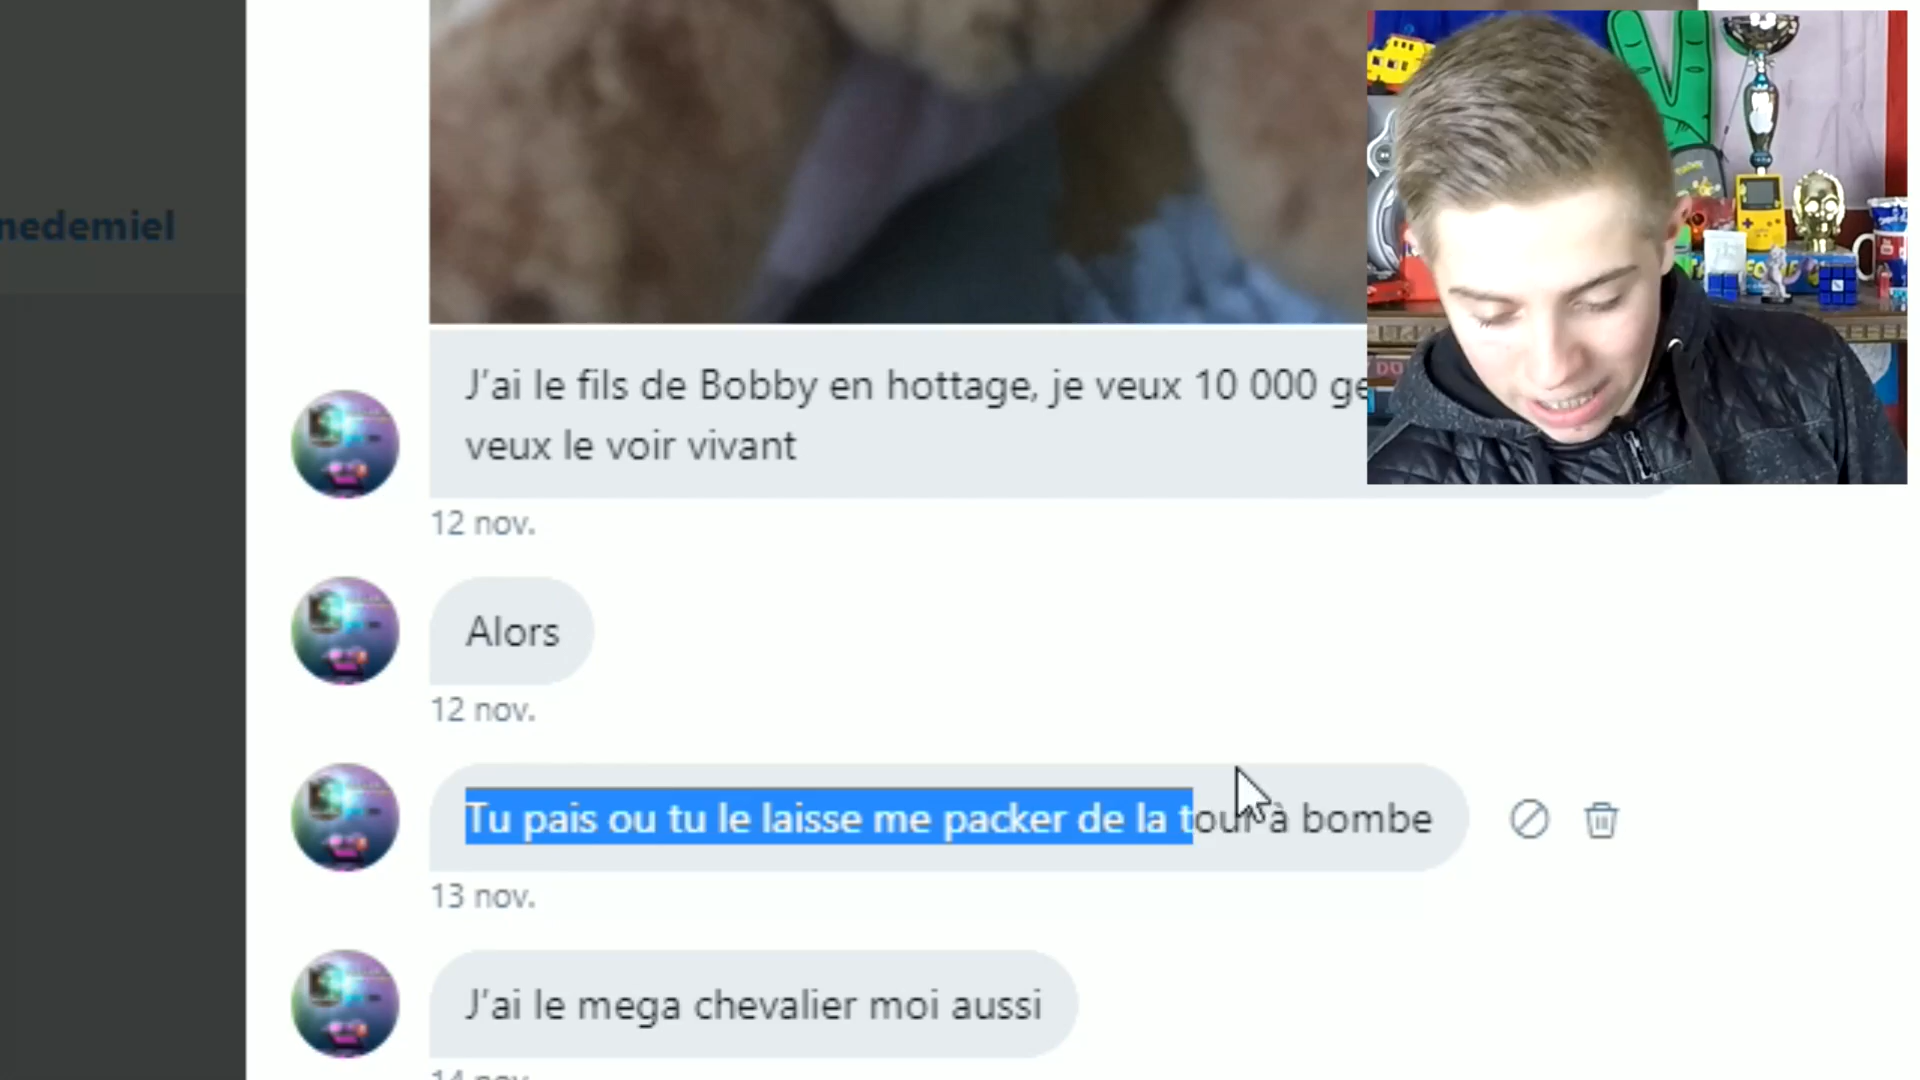 nedemiel
J'ai le fils de Bobby en hottage, je veux 10 000
veux le voir vivant
12 nov.
Alors
12 nov.
Tu pais ou tu le laisse me packer de la tour à bombe
13 nov.
J'ai le mega chevalier moi aussi
14 nov.